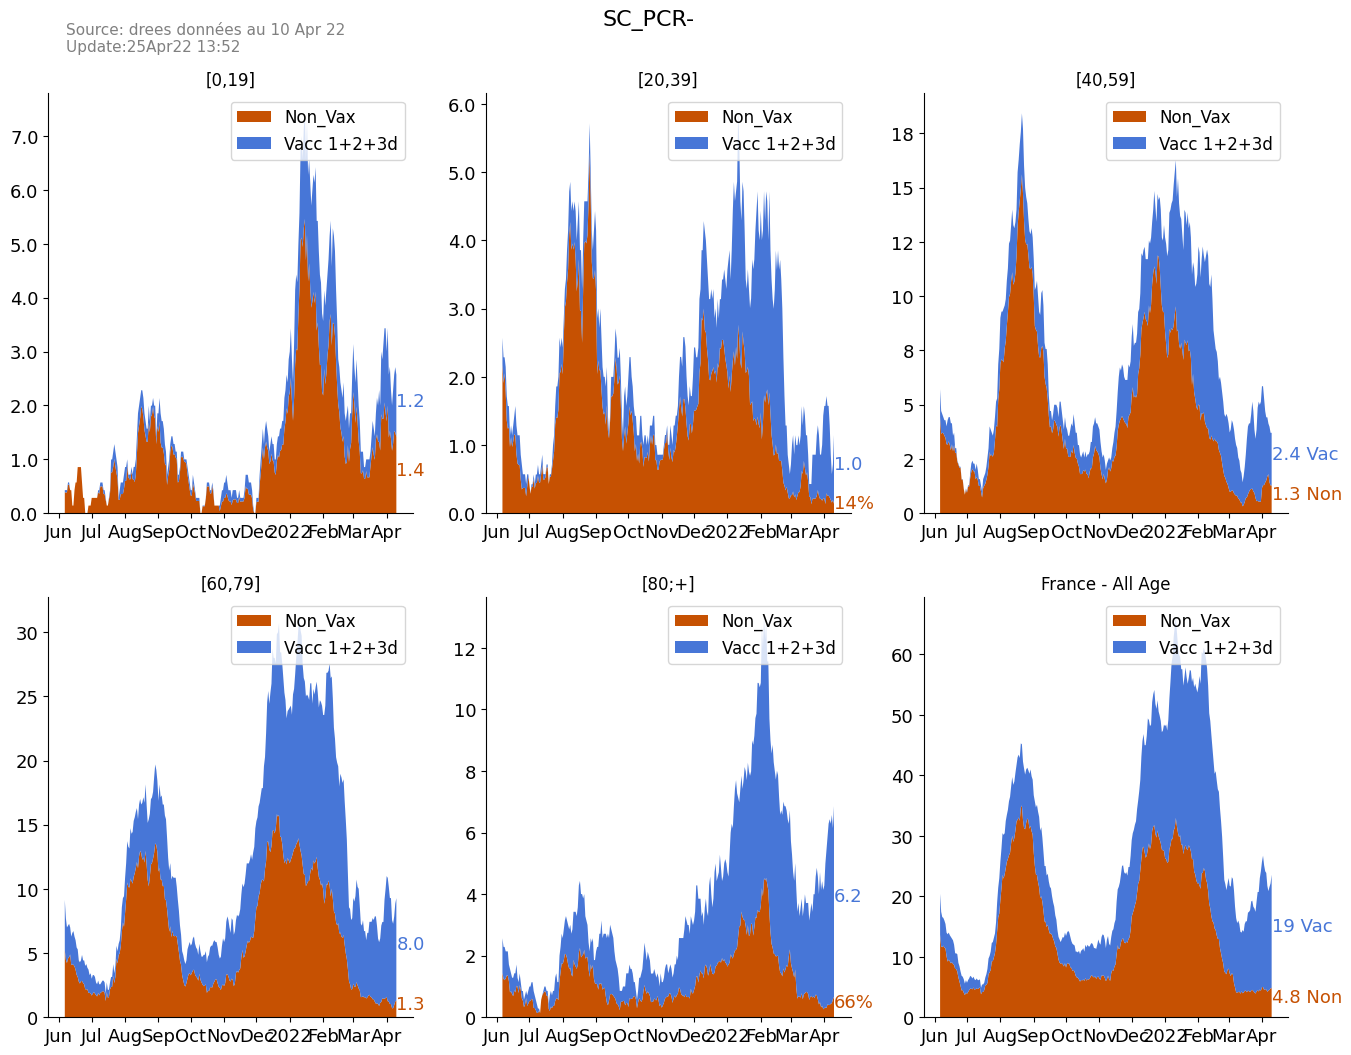 SC_PCR-
Source: drees données au 10 Apr 22
Update:25Apr22 13:52
[0,19]
Non_Vax
Vacc 1+2+3d
7.0
6.0
5.0
4.0
3.0
2.0
1.0
0.0
1.2
1.4
Jun Jul Aug Sep Oct Nov Dec 2022 Feb Mar Apr
[20,39]
Non_Vax
Vacc 1+2+3d
6.0
5.0
4.0
3.0
2.0
1.0
0.0
1.0
14%
Jun Jul Aug Sep Oct Nov Dec 2022 Feb Mar Apr
[40,59]
Non_Vax
Vacc 1+2+3d
18
15
12
10
8
5
2
0
2.4 Vac
1.3 Non
Jun Jul Aug Sep Oct Nov Dec 2022 Feb Mar Apr
[60,79]
Non_Vax
Vacc 1+2+3d
30
25
20
15
10
5
0
8.0
1.3
Jun Jul Aug Sep Oct Nov Dec 2022 Feb Mar Apr
[80;+]
Non_Vax
Vacc 1+2+3d
12
10
8
6
4
2
0
6.2
66%
Jun Jul Aug Sep Oct Nov Dec 2022 Feb Mar Apr
France - All Age
Non_Vax
Vacc 1+2+3d
60
50
40
30
20
10
0
19 Vac
4.8 Non
Jun Jul Aug Sep Oct Nov Dec 2022 Feb Mar Apr